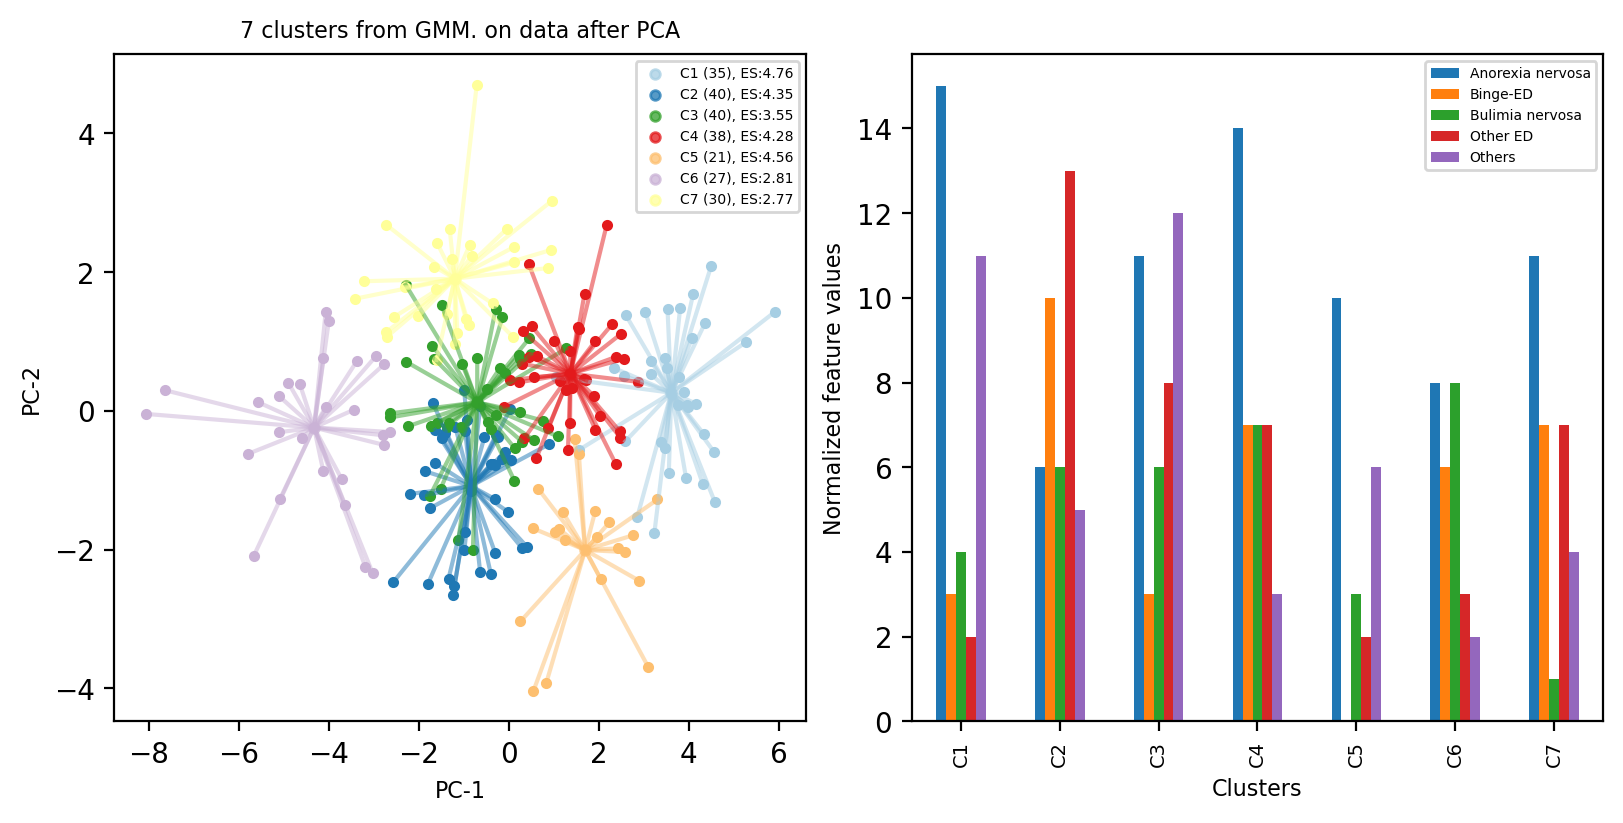 7 clusters from GMM. on data after PCA
C1 (35), ES:4.76
C2 (40), ES:4.35
C3 (40), ES:3.55
C4 (38), ES:4.28
C5 (21), ES:4.56
C6 (27), ES:2.81
C7 (30), ES:2.77
PC-2
4
2
0
−2
−4
−8
−6
−4
−2
0
2
4
6
PC-1
Anorexia nervosa
Binge-ED
Bulimia nervosa
Other ED
Others
Normalized feature values
14
12
10
8
6
4
2
0
C1
C2
C3
C4
C5
C6
C7
Clusters